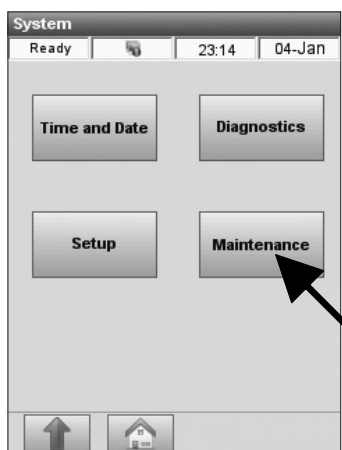 System
Ready 23:14 04-Jan
Time and Date Diagnostics
Setup Maintenance